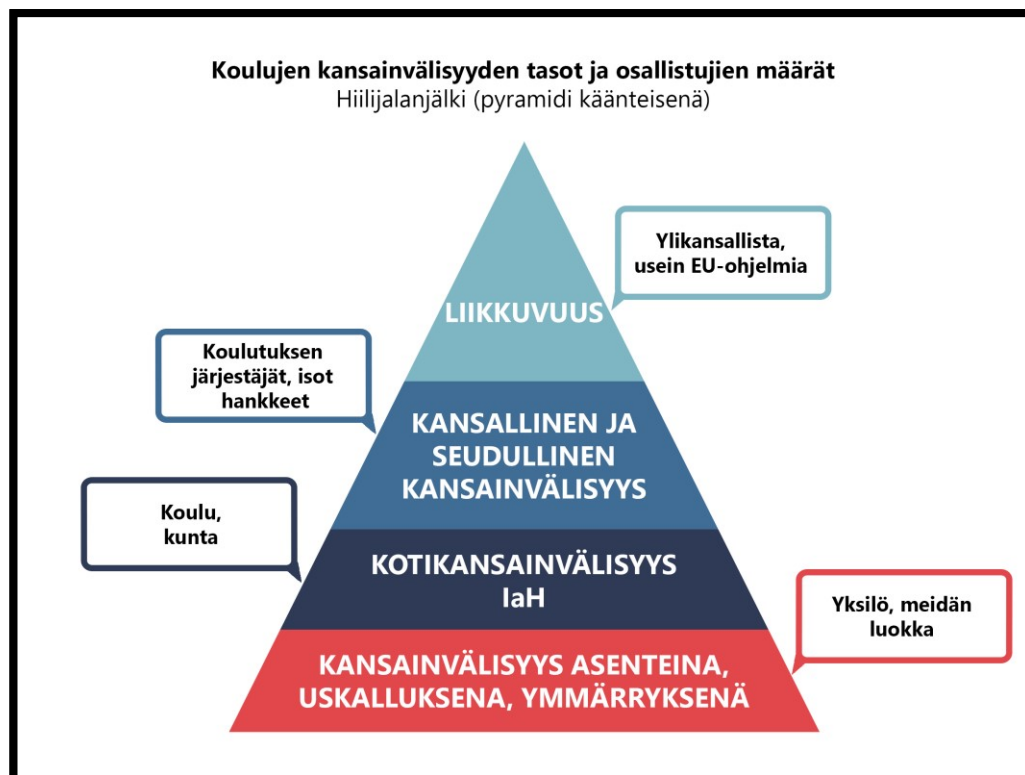 Koulujen kansainvälisyyden tasot ja osallistujien määrät
Hiilijalanjälki (pyramidi käänteisenä)
Ylikansallista,
usein EU-ohjelmia
LIIKKUVUUS
Koulutuksen
järjestäjät, isot
hankkeet
KANSALLINEN JA
SEUDULLINEN
KANSAINVÄLISYYS
Koulu,
kunta
KOTIKANSAINVÄLISYYS
IaH
Yksilö, meidän
luokka
KANSAINVÄLISYYS ASENTEINA,
USKALLUKSENA, YMMÄRRYKSENÄ